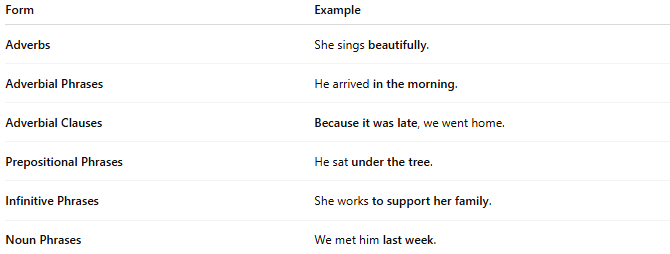 Form Example
Adverbs She sings beautifully.
Adverbial Phrases He arrived in the morning.
Adverbial Clauses Because it was late, we went home.
Prepositional Phrases He sat under the tree.
Infinitive Phrases She works to support her family.
Noun Phrases We met him last week.